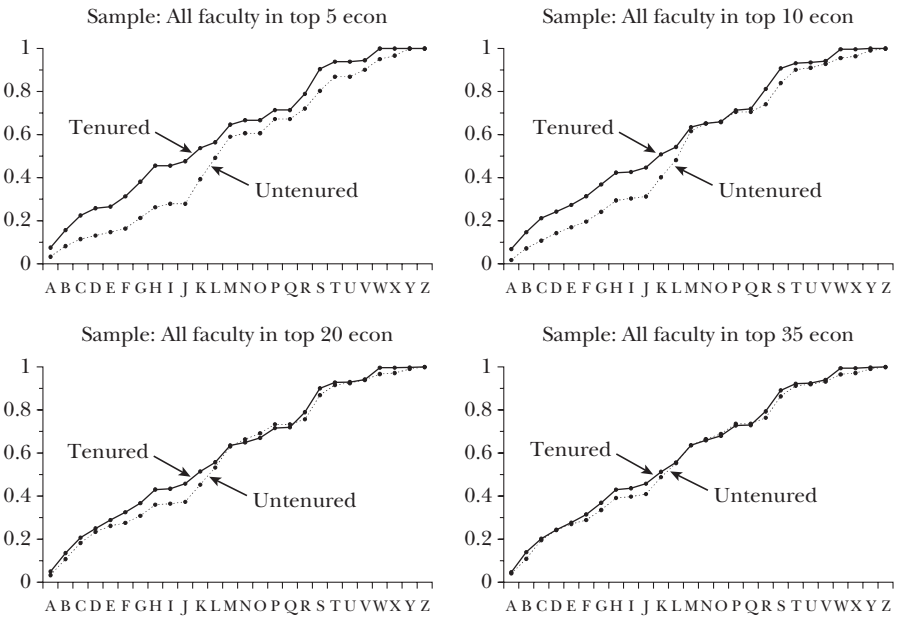 Sample: All faculty in top 5 econ
1
0.8
0.6
0.4
0.2
0
Tenured
Untenured
A B C D E F G H I J K L M N O P Q R S T U V W X Y Z
Sample: All faculty in top 10 econ
1
0.8
0.6
0.4
0.2
0
Tenured
Untenured
A B C D E F G H I J K L M N O P Q R S T U V W X Y Z
Sample: All faculty in top 20 econ
1
0.8
0.6
0.4
0.2
0
Tenured
Untenured
A B C D E F G H I J K L M N O P Q R S T U V W X Y Z
Sample: All faculty in top 35 econ
1
0.8
0.6
0.4
0.2
0
Tenured
Untenured
A B C D E F G H I J K L M N O P Q R S T U V W X Y Z